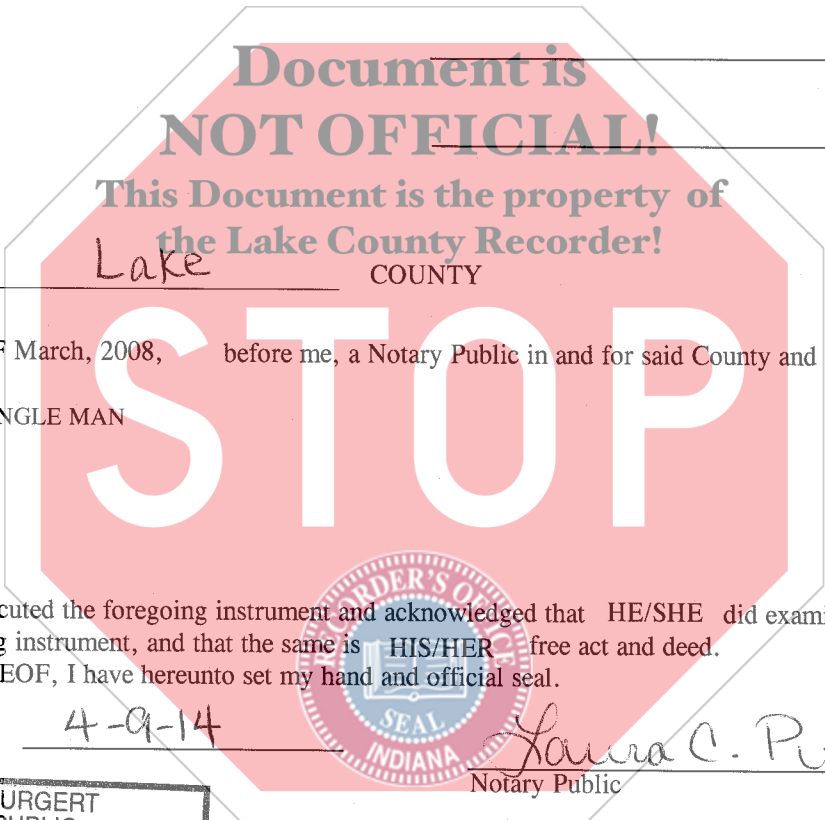 Document is
NOT OFFICIAL!
This Document is the property of
the Lake County Recorder!
Lake COUNTY
March, 2008, before me, a Notary Public in and for said County and
NGLE MAN
STOP
cuted the foregoing instrument and acknowledged that HE/SHE did exami
g instrument, and that the same is HIS/HER free act and deed.
EOF, I have hereunto set my hand and official seal.
RECORDER'S OFFICE
SEAL
INDIANA
4-9-14
Laura C. Pu
Notary Public
URGERT